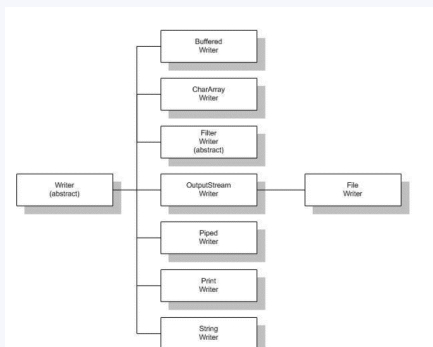 Buffered
Writer
CharArray
Writer
Filter
Writer
(abstract)
Writer
(abstract)
OutputStream
Writer
File
Writer
Piped
Writer
Print
Writer
String
Writer